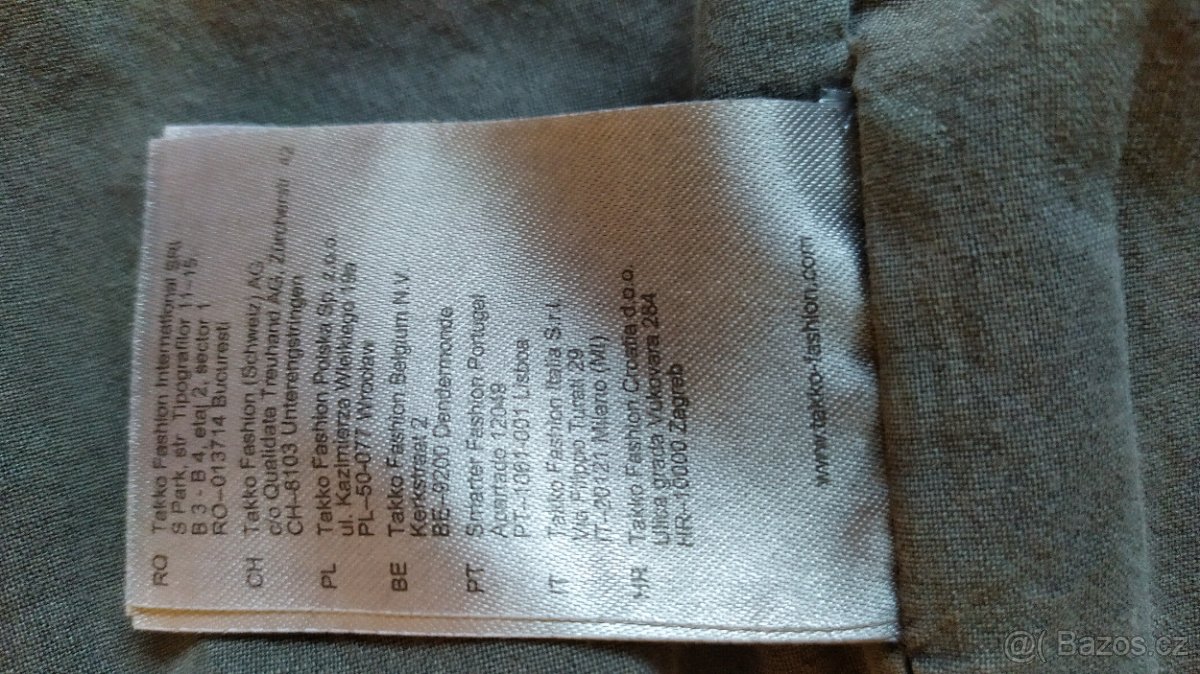 RO Takko Fashion International SRL
S Park, str Tipografilor 11-15,
B 3 - B 4, etaj 2, sector 1
RO-013714 Bucuresti
CH Takko Fashion (Schweiz) AG
c/o Qualidate Treuhand AG, Zürcherstr 42
CH-8103 Unterengstringen
PL Takko Fashion Polska Sp. z.o.o.
ul. Kazimierza Wielkiego 19a
PL-50-077 Wroclaw
BE Takko Fashion Belgium N.V.
Kerkstraat 2
BE-9200 Dendermonde
PT Smarter Fashion Portugal
Apartado 12049
PT-1061-001 Lisboa
IT Takko Fashion Italia S.r.l.
Via Filippo Turati 29
IT-20121 Milano (MI)
HR Takko Fashion Croatia d.o.o.
Ulica grada Vukovara 284
HR-10000 Zagreb
www.takko-fashion.com
@( Bazos.cz